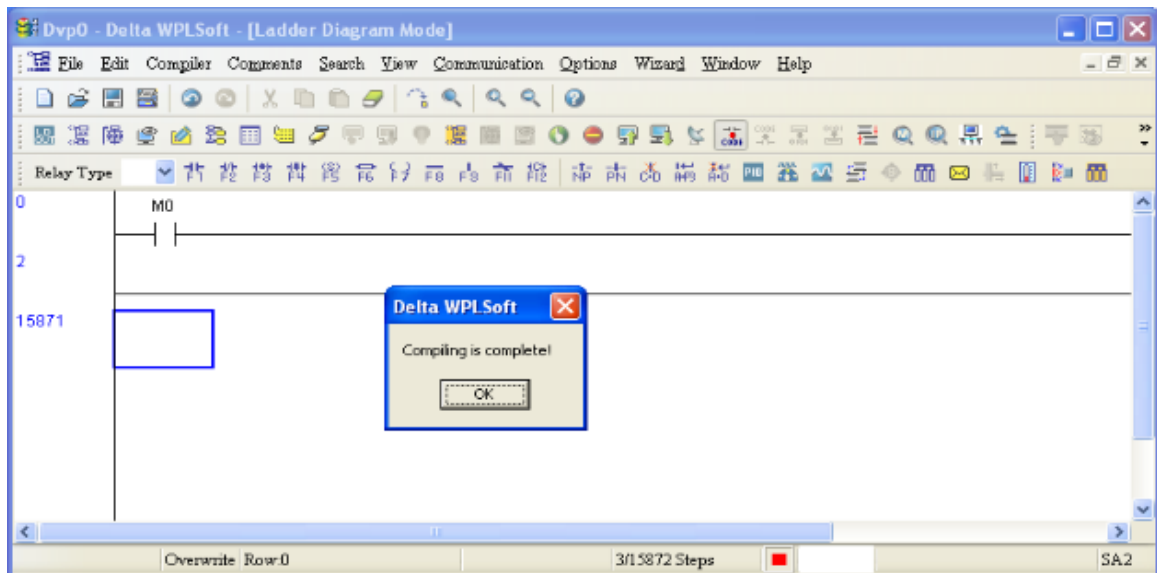 Dvp0 - Delta WPLSoft - [Ladder Diagram Mode]
File Edit Compiler Comments Search View Communication Options Wizard Window Help
Relay Type
0
M0
2
Delta WPLSoft
15871
Compiling is complete!
OK
Overwrite Row:0 3/15872 Steps SA2